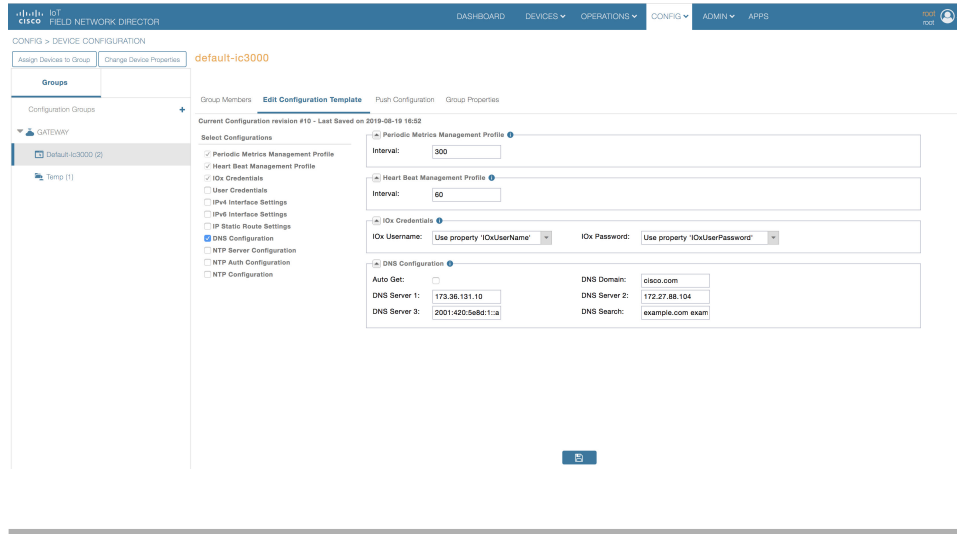 CISCO IoT
FIELD NETWORK DIRECTOR
DASHBOARD DEVICES OPERATIONS CONFIG ADMIN APPS
root
root
CONFIG > DEVICE CONFIGURATION
Assign Devices to Group Change Device Properties
default-ic3000
Groups
Configuration Groups +
GATEWAY
Default-Ic3000 (2)
Temp (1)
Group Members Edit Configuration Template Push Configuration Group Properties
Current Configuration revision #10 - Last Saved on 2019-08-19 16:52
Select Configurations
Periodic Metrics Management Profile
Heart Beat Management Profile
IOx Credentials
User Credentials
IPv4 Interface Settings
IPv6 Interface Settings
IP Static Route Settings
DNS Configuration
NTP Server Configuration
NTP Auth Configuration
NTP Configuration
Periodic Metrics Management Profile
Interval: 300
Heart Beat Management Profile
Interval: 60
IOx Credentials
IOx Username: Use property 'IOxUserName' IOx Password: Use property 'IOxUserPassword'
DNS Configuration
Auto Get: DNS Domain: cisco.com
DNS Server 1: 173.36.131.10 DNS Server 2: 172.27.88.104
DNS Server 3: 2001:420:5e8d:1::a DNS Search: example.com exam